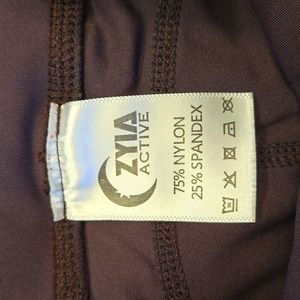 ZYIA
ACTIVE
75% NYLON
25% SPANDEX